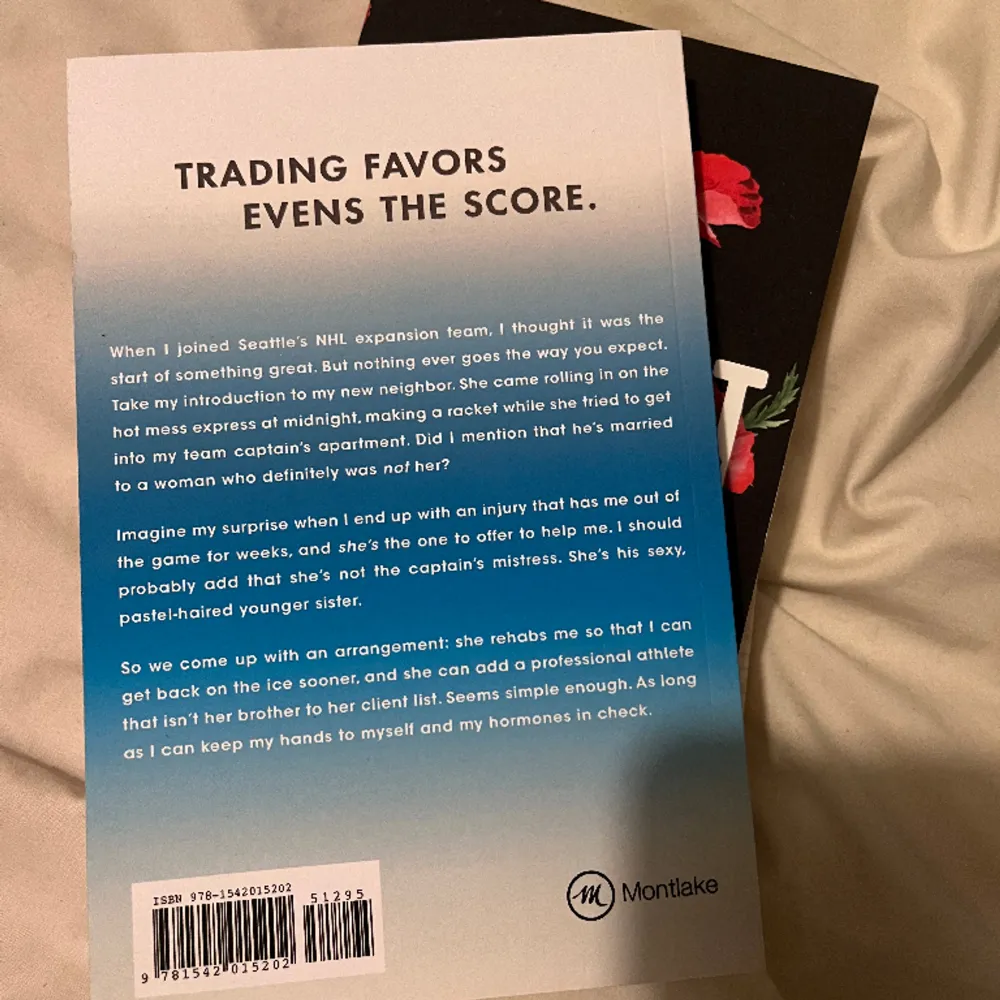 TRADING FAVORS
EVENS THE SCORE.
When I joined Seattle's NHL expansion team, I thought it was the
start of something great. But nothing ever goes the way you expect.
Take my introduction to my new neighbor. She came rolling in on the
hot mess express at midnight, making a racket while she tried to get
into my team captain's apartment. Did I mention that he's married
to a woman who definitely was not her?
Imagine my surprise when I end up with an injury that has me out of
the game for weeks, and she's the one to offer to help me. I should
probably add that she's not the captain's mistress. She's his sexy,
pastel-haired younger sister.
So we come up with an arrangement: she rehabs me so that I can
get back on the ice sooner, and she can add a professional athlete
that isn't her brother to her client list. Seems simple enough. As long
as I can keep my hands to myself and my hormones in check.
ISBN 978-1542015202
51295
9 781542 015202
m Montlake